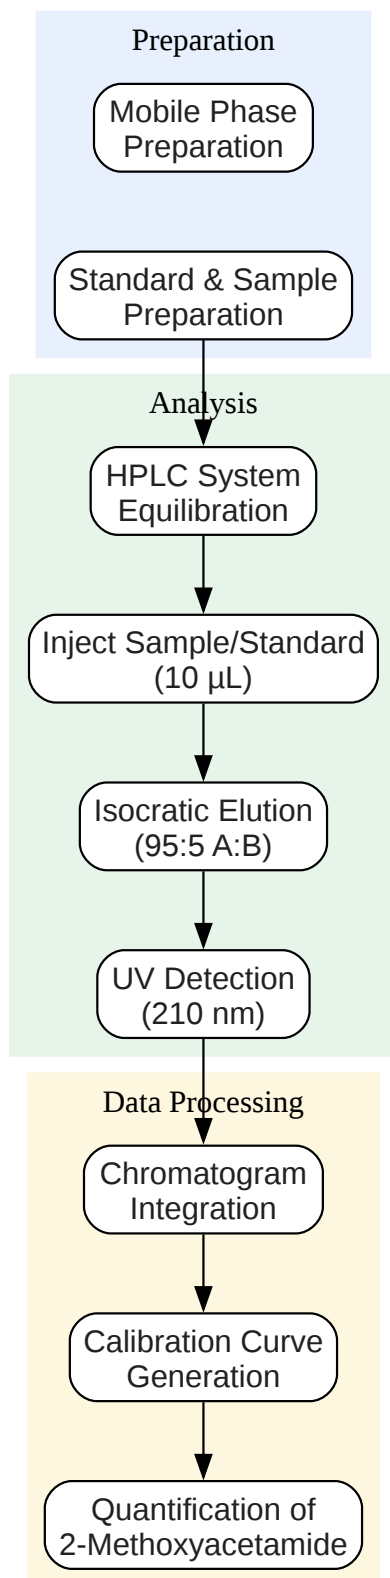 Preparation
Mobile Phase
Preparation
Standard & Sample
Preparation
Analysis
HPLC System
Equilibration
Inject Sample/Standard
(10 µL)
Isocratic Elution
(95:5 A:B)
UV Detection
(210 nm)
Data Processing
Chromatogram
Integration
Calibration Curve
Generation
Quantification of
2-Methoxyacetamide